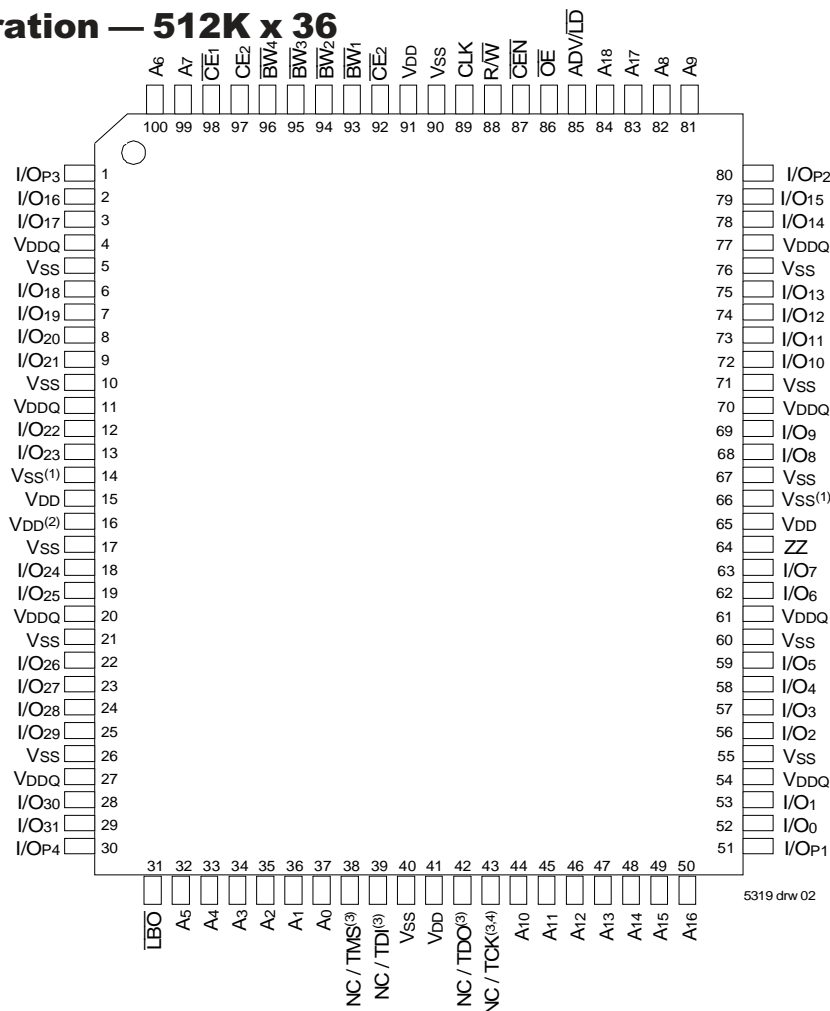 ration — 512K x 36
A6
A7
CE1
CE2
BW4
BW3
BW2
BW1
CE2
VDD
VSS
CLK
R/W
CEN
OE
ADV/LD
A18
A17
A8
A9
100 99 98 97 96 95 94 93 92 91 90 89 88 87 86 85 84 83 82 81
I/OP3 1
I/O16 2
I/O17 3
VDDQ 4
VSS 5
I/O18 6
I/O19 7
I/O20 8
I/O21 9
VSS 10
VDDQ 11
I/O22 12
I/O23 13
VSS(1) 14
VDD 15
VDD(2) 16
VSS 17
I/O24 18
I/O25 19
VDDQ 20
VSS 21
I/O26 22
I/O27 23
I/O28 24
I/O29 25
VSS 26
VDDQ 27
I/O30 28
I/O31 29
I/OP4 30
80 I/OP2
79 I/O15
78 I/O14
77 VDDQ
76 VSS
75 I/O13
74 I/O12
73 I/O11
72 I/O10
71 VSS
70 VDDQ
69 I/O9
68 I/O8
67 VSS
66 VSS(1)
65 VDD
64 ZZ
63 I/O7
62 I/O6
61 VDDQ
60 VSS
59 I/O5
58 I/O4
57 I/O3
56 I/O2
55 VSS
54 VDDQ
53 I/O1
52 I/O0
51 I/OP1
31 32 33 34 35 36 37 38 39 40 41 42 43 44 45 46 47 48 49 50
LBO
A5
A4
A3
A2
A1
A0
NC / TMS(3)
NC / TDI(3)
VSS
VDD
NC / TDO(3)
NC / TCK(3,4)
A10
A11
A12
A13
A14
A15
A16
5319 drw 02